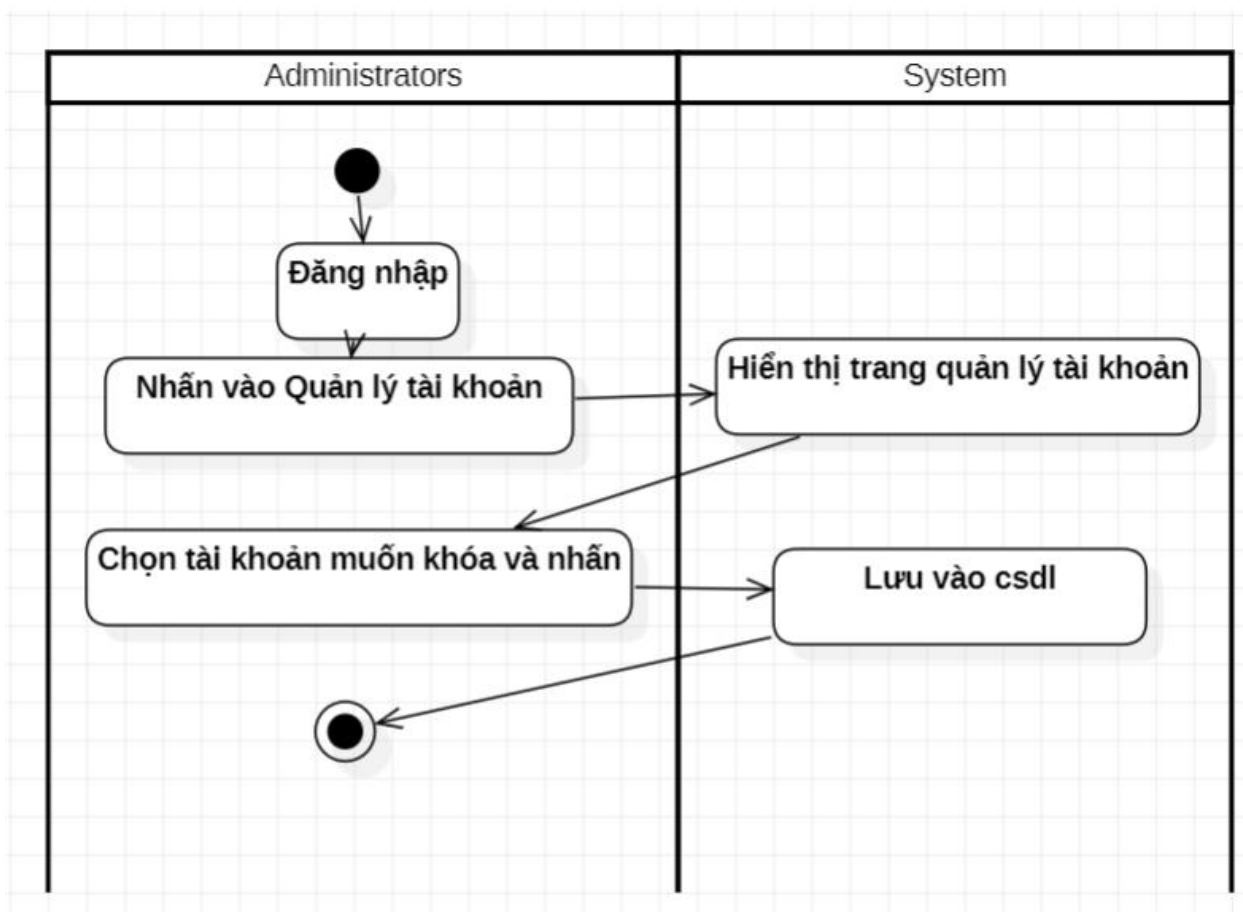 Administrators
System
Đăng nhập
Nhấn vào Quản lý tài khoản
Hiển thị trang quản lý tài khoản
Chọn tài khoản muốn khóa và nhấn
Lưu vào csdl